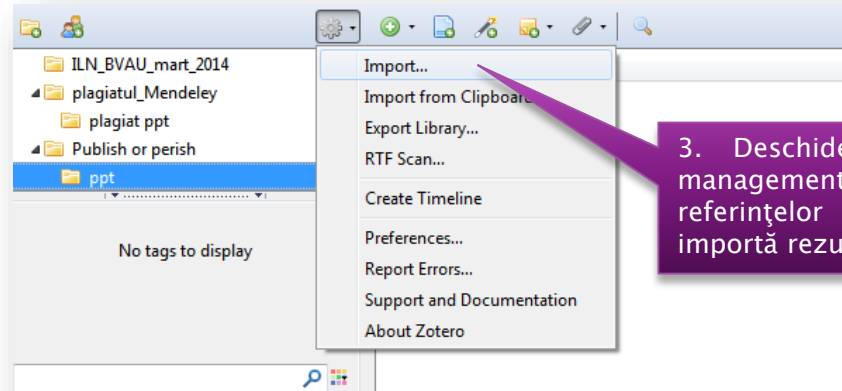 ILN_BVAU_mart_2014
plagiatul_Mendeley
plagiat ppt
Publish or perish
ppt
No tags to display
Import...
Import from
Export Library...
RTF Scan...
Create Timeline
Preferences...
Report Errors...
Support and Documentation
About Zotero
3. Deschide
management
referinţelor
importă rezu